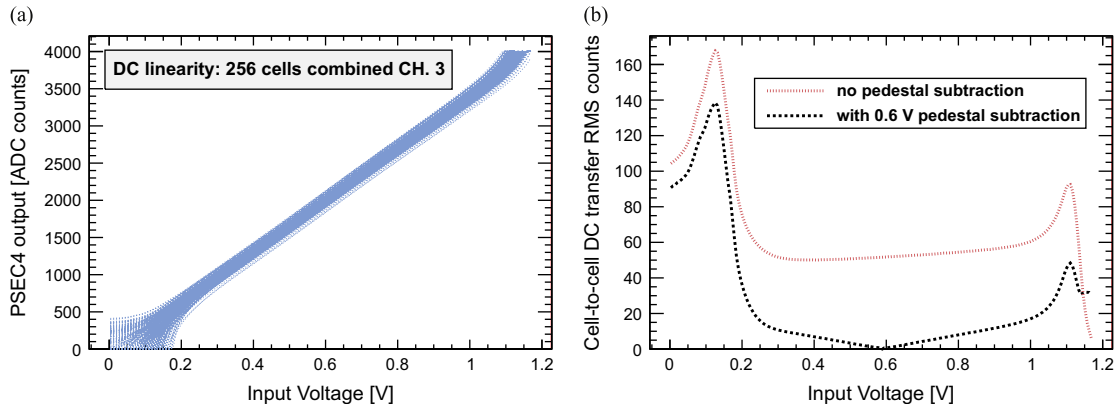 (a)
DC linearity: 256 cells combined CH. 3
PSEC4 output [ADC counts]
4000
3500
3000
2500
2000
1500
1000
500
0
0 0.2 0.4 0.6 0.8 1.0 1.2
Input Voltage [V]
(b)
no pedestal subtraction
with 0.6 V pedestal subtraction
Cell-to-cell DC transfer RMS counts
160
140
120
100
80
60
40
20
0
0 0.2 0.4 0.6 0.8 1.0 1.2
Input Voltage [V]